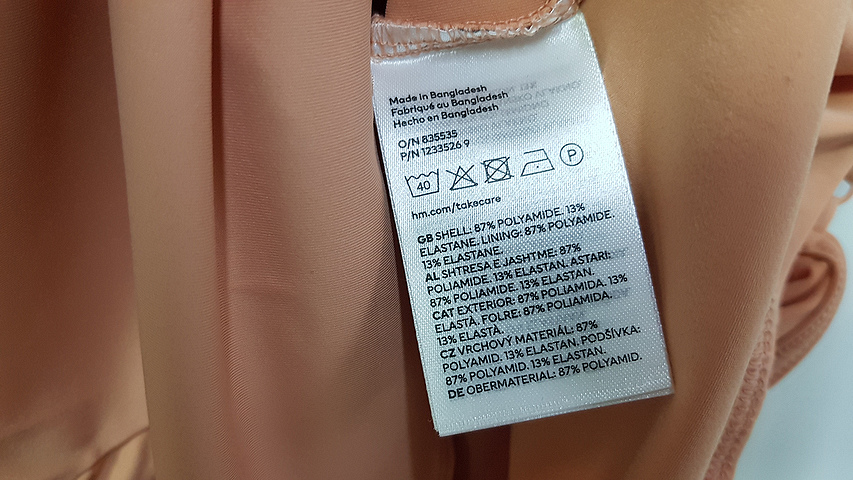 Made in Bangladesh
Fabriqué au Bangladesh
Hecho en Bangladesh
O/N 835535
P/N 1233526 9
40
P
hm.com/takecare
GB SHELL: 87% POLYAMIDE. 13%
ELASTANE. LINING: 87% POLYAMIDE.
13% ELASTANE.
AL SHTRESA E JASHTME: 87%
POLIAMIDE. 13% ELASTAN. ASTARI:
87% POLIAMIDE. 13% ELASTAN.
CAT EXTERIOR: 87% POLIAMIDA. 13%
ELASTÀ. FOLRE: 87% POLIAMIDA.
13% ELASTÀ.
CZ VRCHOVÝ MATERIÁL: 87%
POLYAMID. 13% ELASTAN. PODŠÍVKA:
87% POLYAMID. 13% ELASTAN.
DE OBERMATERIAL: 87% POLYAMID.